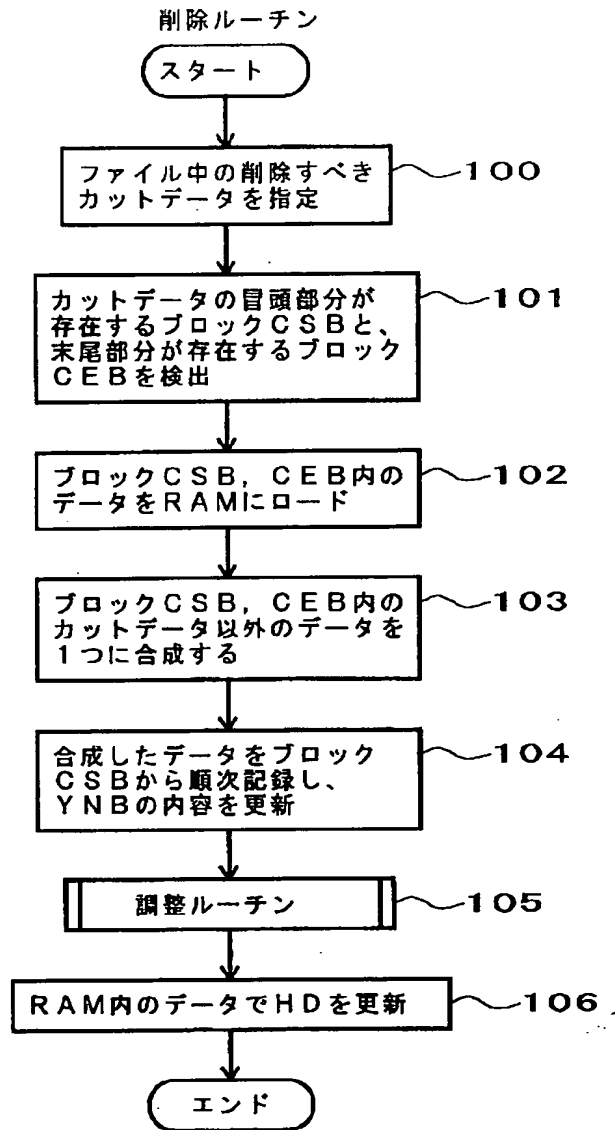 削除ルーチン
スタート
ファイル中の削除すべき
カットデータを指定
100
カットデータの冒頭部分が
存在するブロックCSBと、
末尾部分が存在するブロック
CEBを検出
101
ブロックCSB，CEB内の
データをRAMにロード
102
ブロックCSB，CEB内の
カットデータ以外のデータを
1つに合成する
103
合成したデータをブロック
CSBから順次記録し、
YNBの内容を更新
104
調整ルーチン
105
RAM内のデータでHDを更新
106
エンド